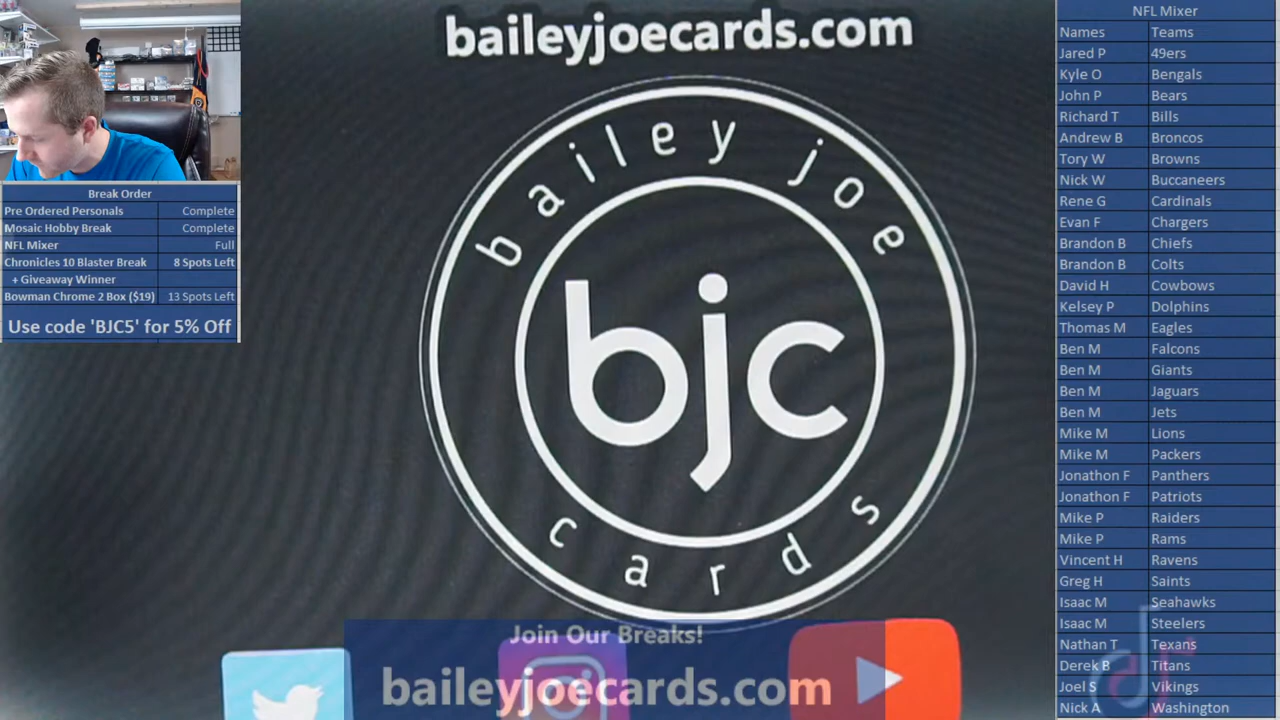 baileyjoecards.com
bailey joe
bjc
cards
Join Our Breaks!
baileyjoecards.com
Break Order
Pre Ordered Personals Complete
Mosaic Hobby Break Complete
NFL Mixer Full
Chronicles 10 Blaster Break 8 Spots Left
+ Giveaway Winner
Bowman Chrome 2 Box ($19) 13 Spots Left
Use code 'BJC5' for 5% Off
NFL Mixer
Names Teams
Jared P 49ers
Kyle O Bengals
John P Bears
Richard T Bills
Andrew B Broncos
Tory W Browns
Nick W Buccaneers
Rene G Cardinals
Evan F Chargers
Brandon B Chiefs
Brandon B Colts
David H Cowboys
Kelsey P Dolphins
Thomas M Eagles
Ben M Falcons
Ben M Giants
Ben M Jaguars
Ben M Jets
Mike M Lions
Mike M Packers
Jonathon F Panthers
Jonathon F Patriots
Mike P Raiders
Mike P Rams
Vincent H Ravens
Greg H Saints
Isaac M Seahawks
Isaac M Steelers
Nathan T Texans
Derek B Titans
Joel S Vikings
Nick A Washington